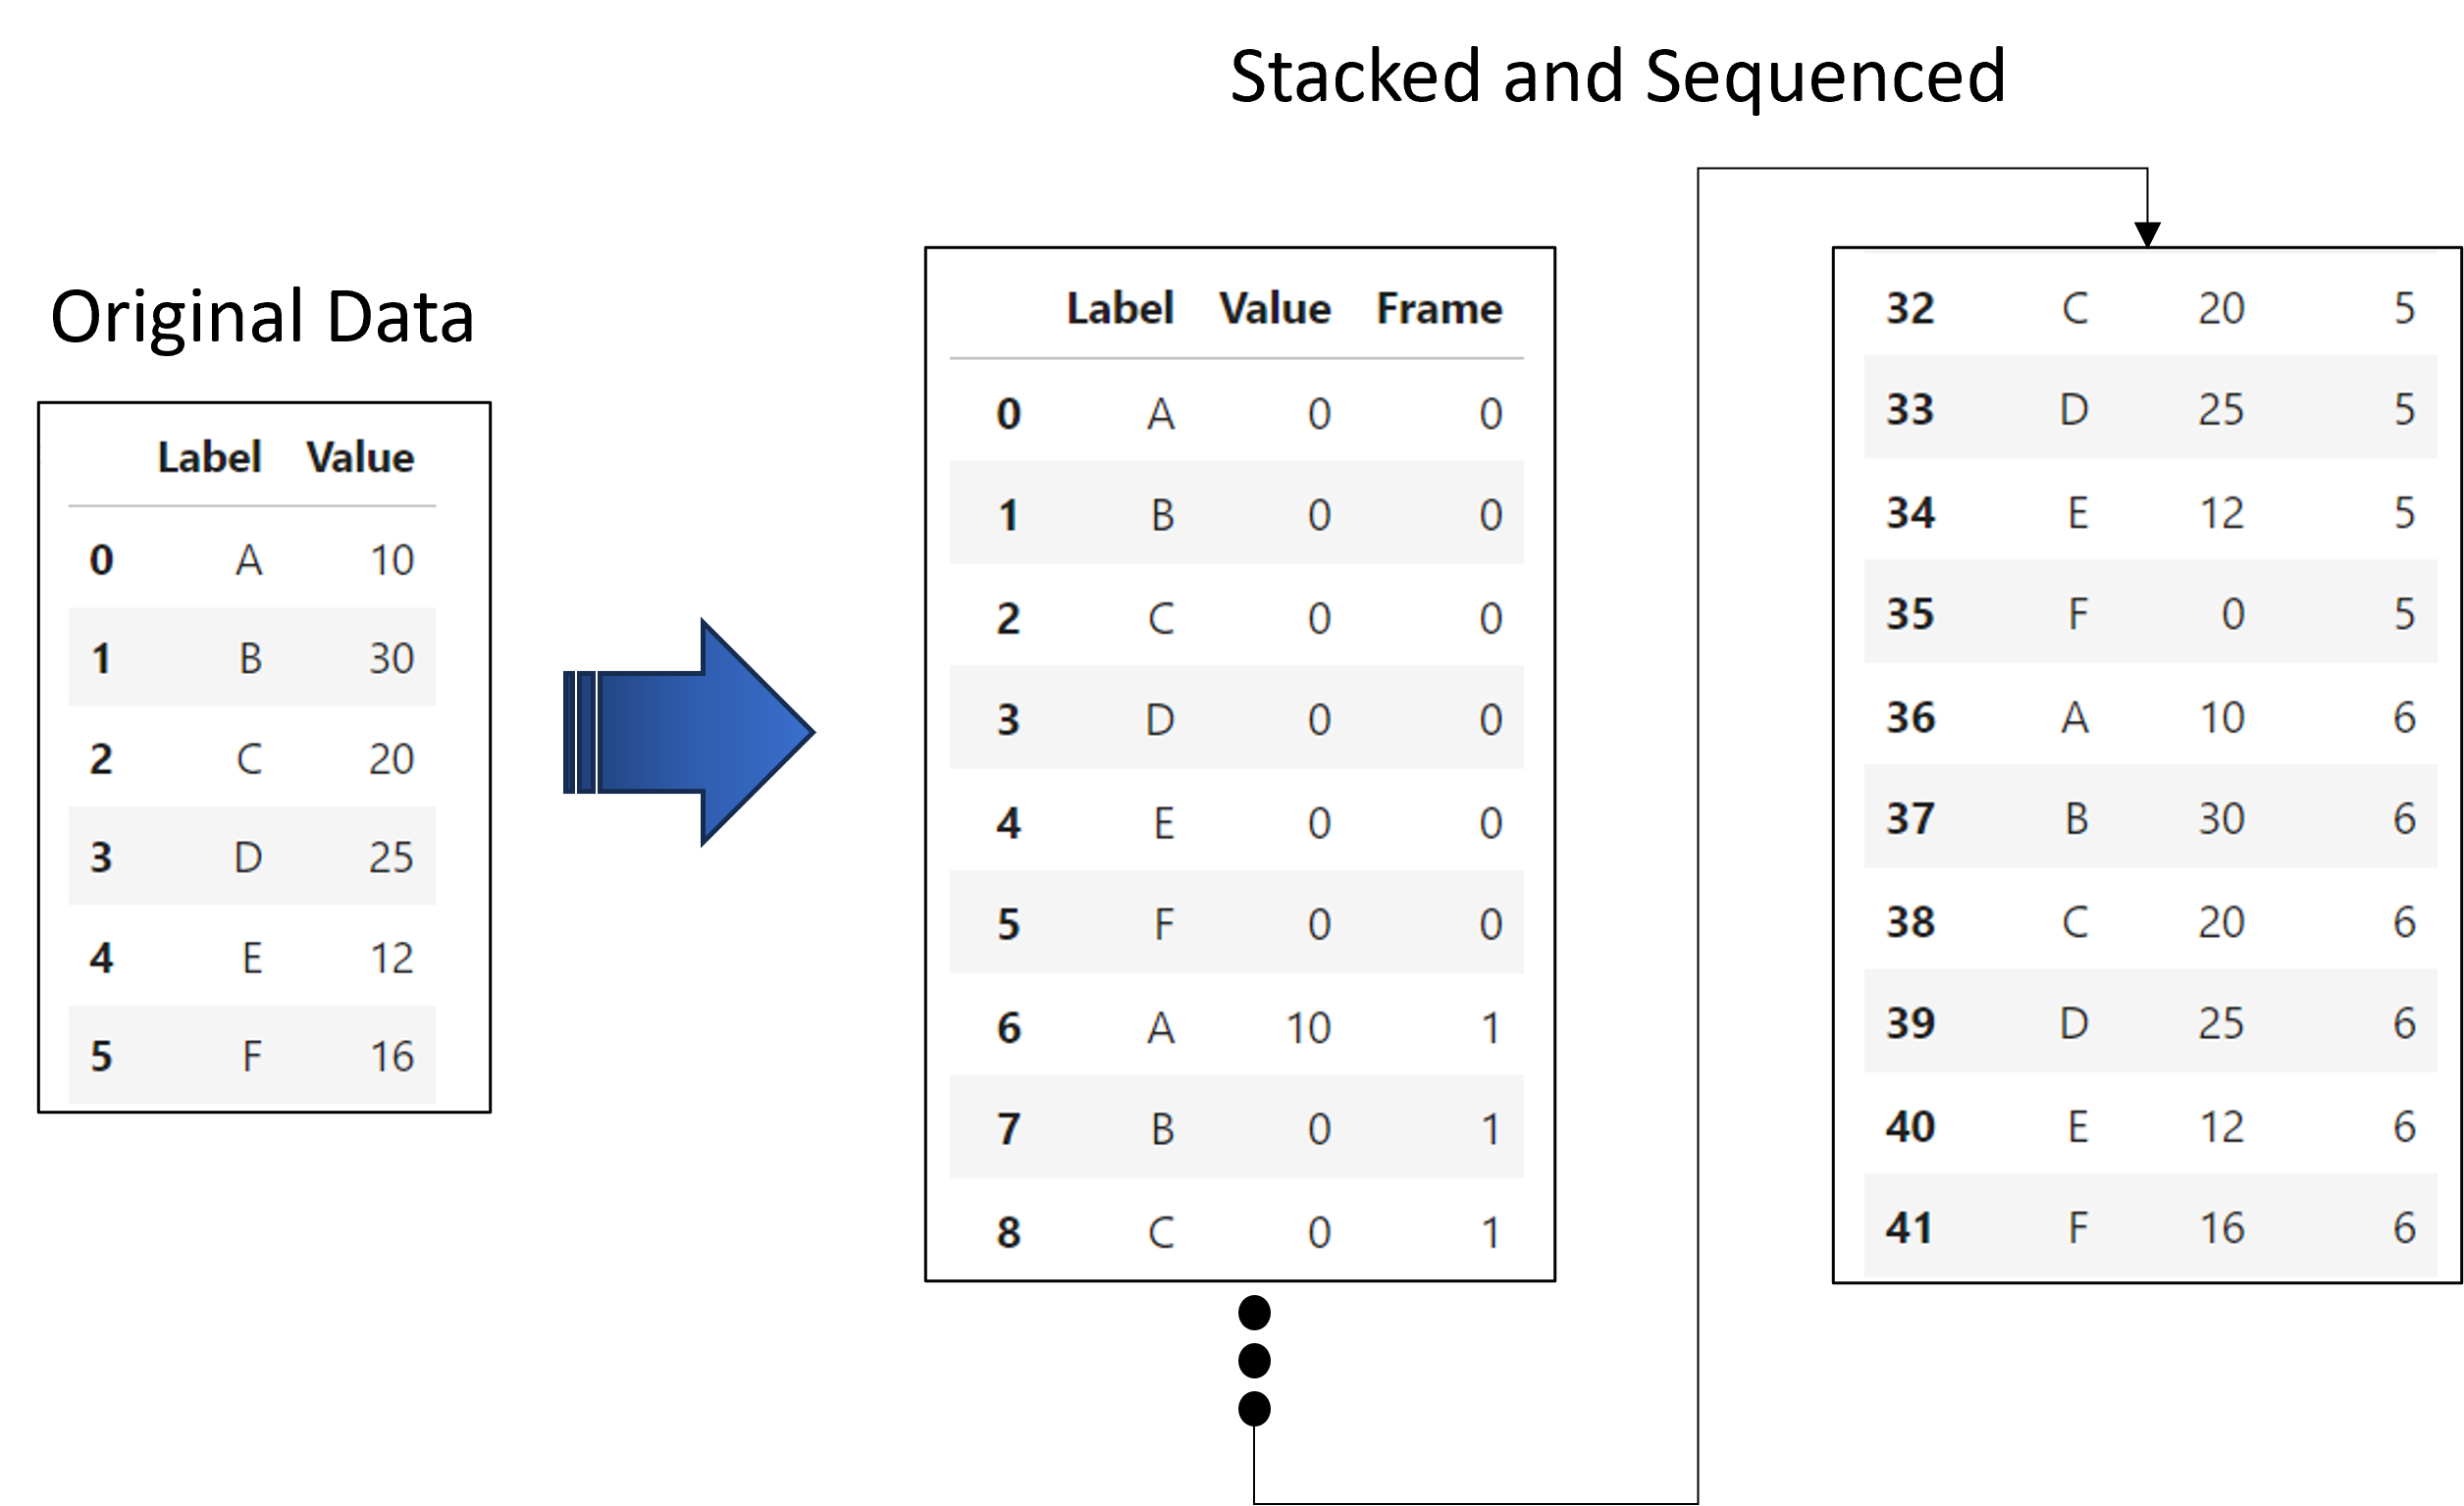 Stacked and Sequenced
Original Data
Label Value
0 A 10
1 B 30
2 C 20
3 D 25
4 E 12
5 F 16
Label Value Frame
0 A 0 0
1 B 0 0
2 C 0 0
3 D 0 0
4 E 0 0
5 F 0 0
6 A 10 1
7 B 0 1
8 C 0 1
32 C 20 5
33 D 25 5
34 E 12 5
35 F 0 5
36 A 10 6
37 B 30 6
38 C 20 6
39 D 25 6
40 E 12 6
41 F 16 6